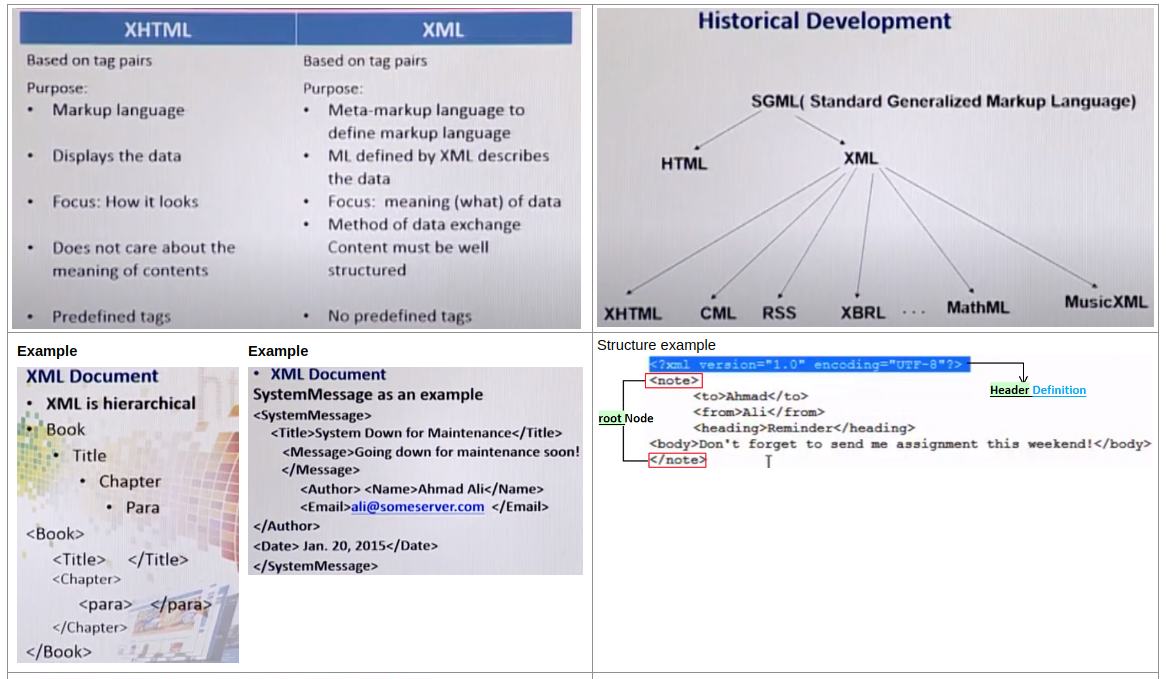 XHTML XML
Based on tag pairs
Purpose:
• Markup language
• Displays the data
• Focus: How it looks
• Does not care about the
meaning of contents
• Predefined tags
Based on tag pairs
Purpose:
• Meta-markup language to
define markup language
• ML defined by XML describes
the data
• Focus: meaning (what) of data
• Method of data exchange
Content must be well
structured
• No predefined tags
Historical Development
SGML( Standard Generalized Markup Language)
HTML XML
XHTML CML RSS XBRL ... MathML MusicXML
Example
XML Document
• XML is hierarchical
• Book
• Title
• Chapter
• Para
<Book>
<Title> </Title>
<Chapter>
<para> </para>
</Chapter>
</Book>
Example
• XML Document
SystemMessage as an example
<SystemMessage>
<Title>System Down for Maintenance</Title>
<Message>Going down for maintenance soon!
</Message>
<Author> <Name>Ahmad Ali</Name>
<Email>ali@someserver.com </Email>
</Author>
<Date> Jan. 20, 2015</Date>
</SystemMessage>
Structure example
<?xml version="1.0" encoding="UTF-8"?>
Header Definition
<note>
<to>Ahmad</to>
<from>Ali</from>
root Node
<heading>Reminder</heading>
<body>Don't forget to send me assignment this weekend!</body>
</note>